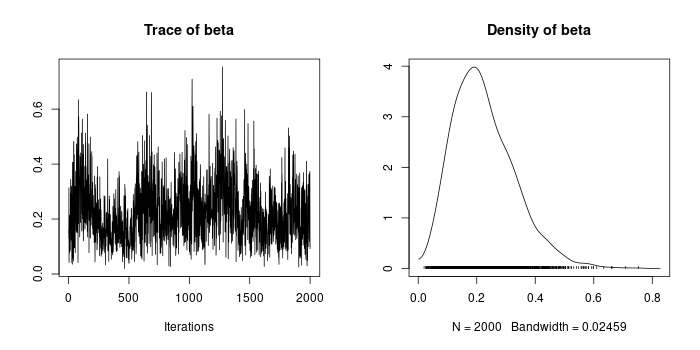 Trace of beta
0.0 0.2 0.4 0.6
0 500 1000 1500 2000
Iterations
Density of beta
0 1 2 3 4
0.0 0.2 0.4 0.6 0.8
N = 2000 Bandwidth = 0.02459